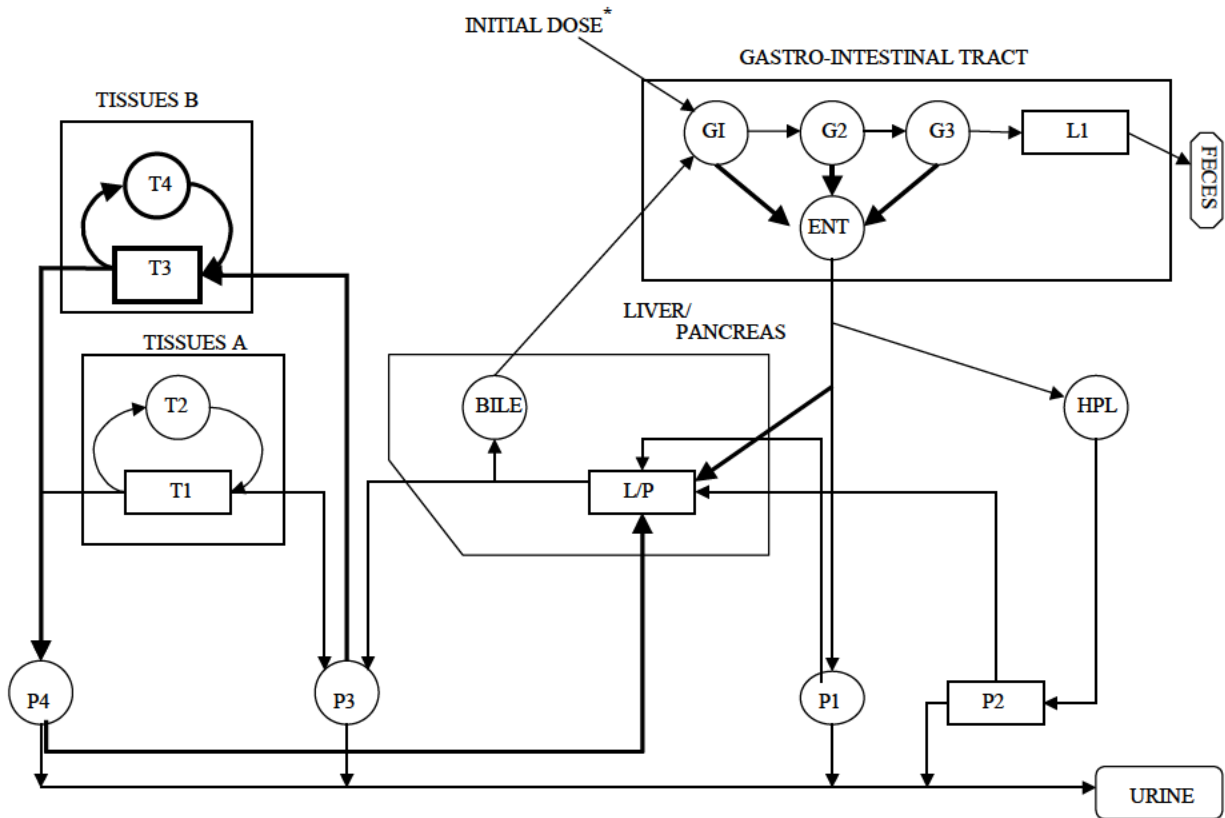 INITIAL DOSE*
GASTRO-INTESTINAL TRACT
TISSUES B
GI
G2
G3
L1
FECES
T4
ENT
T3
LIVER/
PANCREAS
TISSUES A
T2
BILE
HPL
T1
L/P
P4
P3
P1
P2
URINE